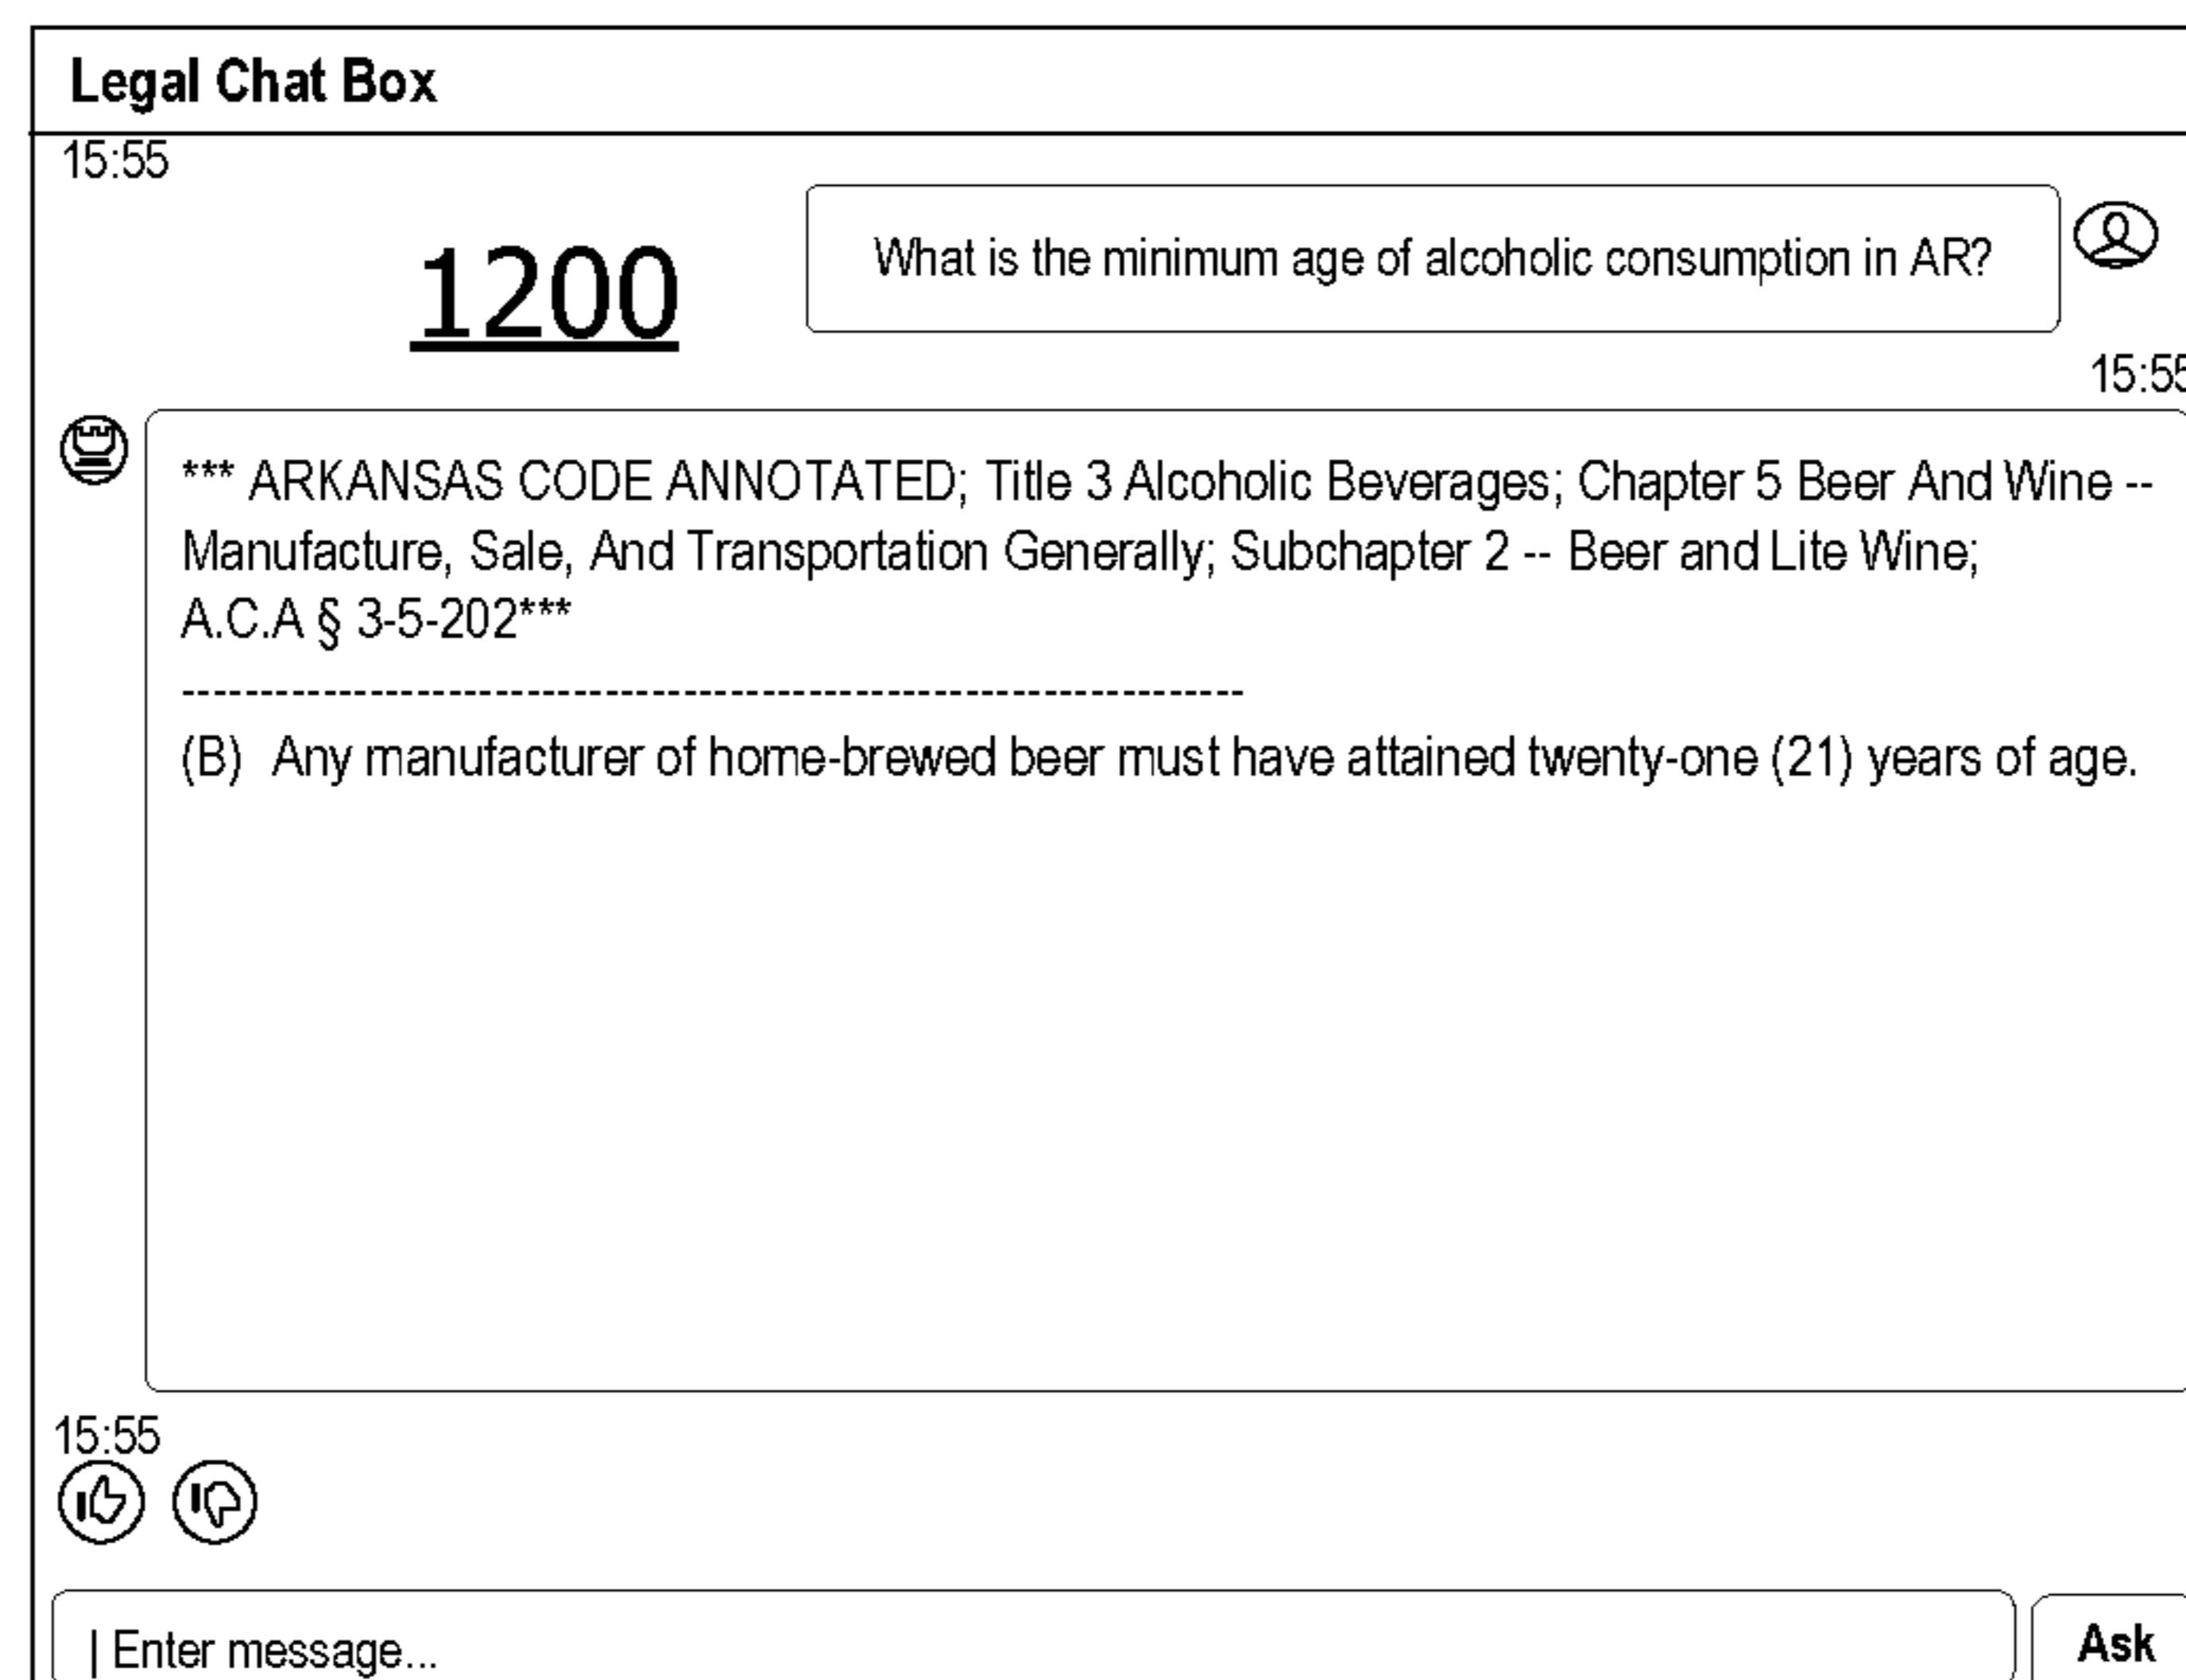 Legal Chat Box
15:55
1200
What is the minimum age of alcoholic consumption in AR?
15:55
*** ARKANSAS CODE ANNOTATED; Title 3 Alcoholic Beverages; Chapter 5 Beer And Wine --
Manufacture, Sale, And Transportation Generally; Subchapter 2 -- Beer and Lite Wine;
A.C.A § 3-5-202***
--------------------------------------------------------------------
(B) Any manufacturer of home-brewed beer must have attained twenty-one (21) years of age.
15:55
| Enter message...
Ask